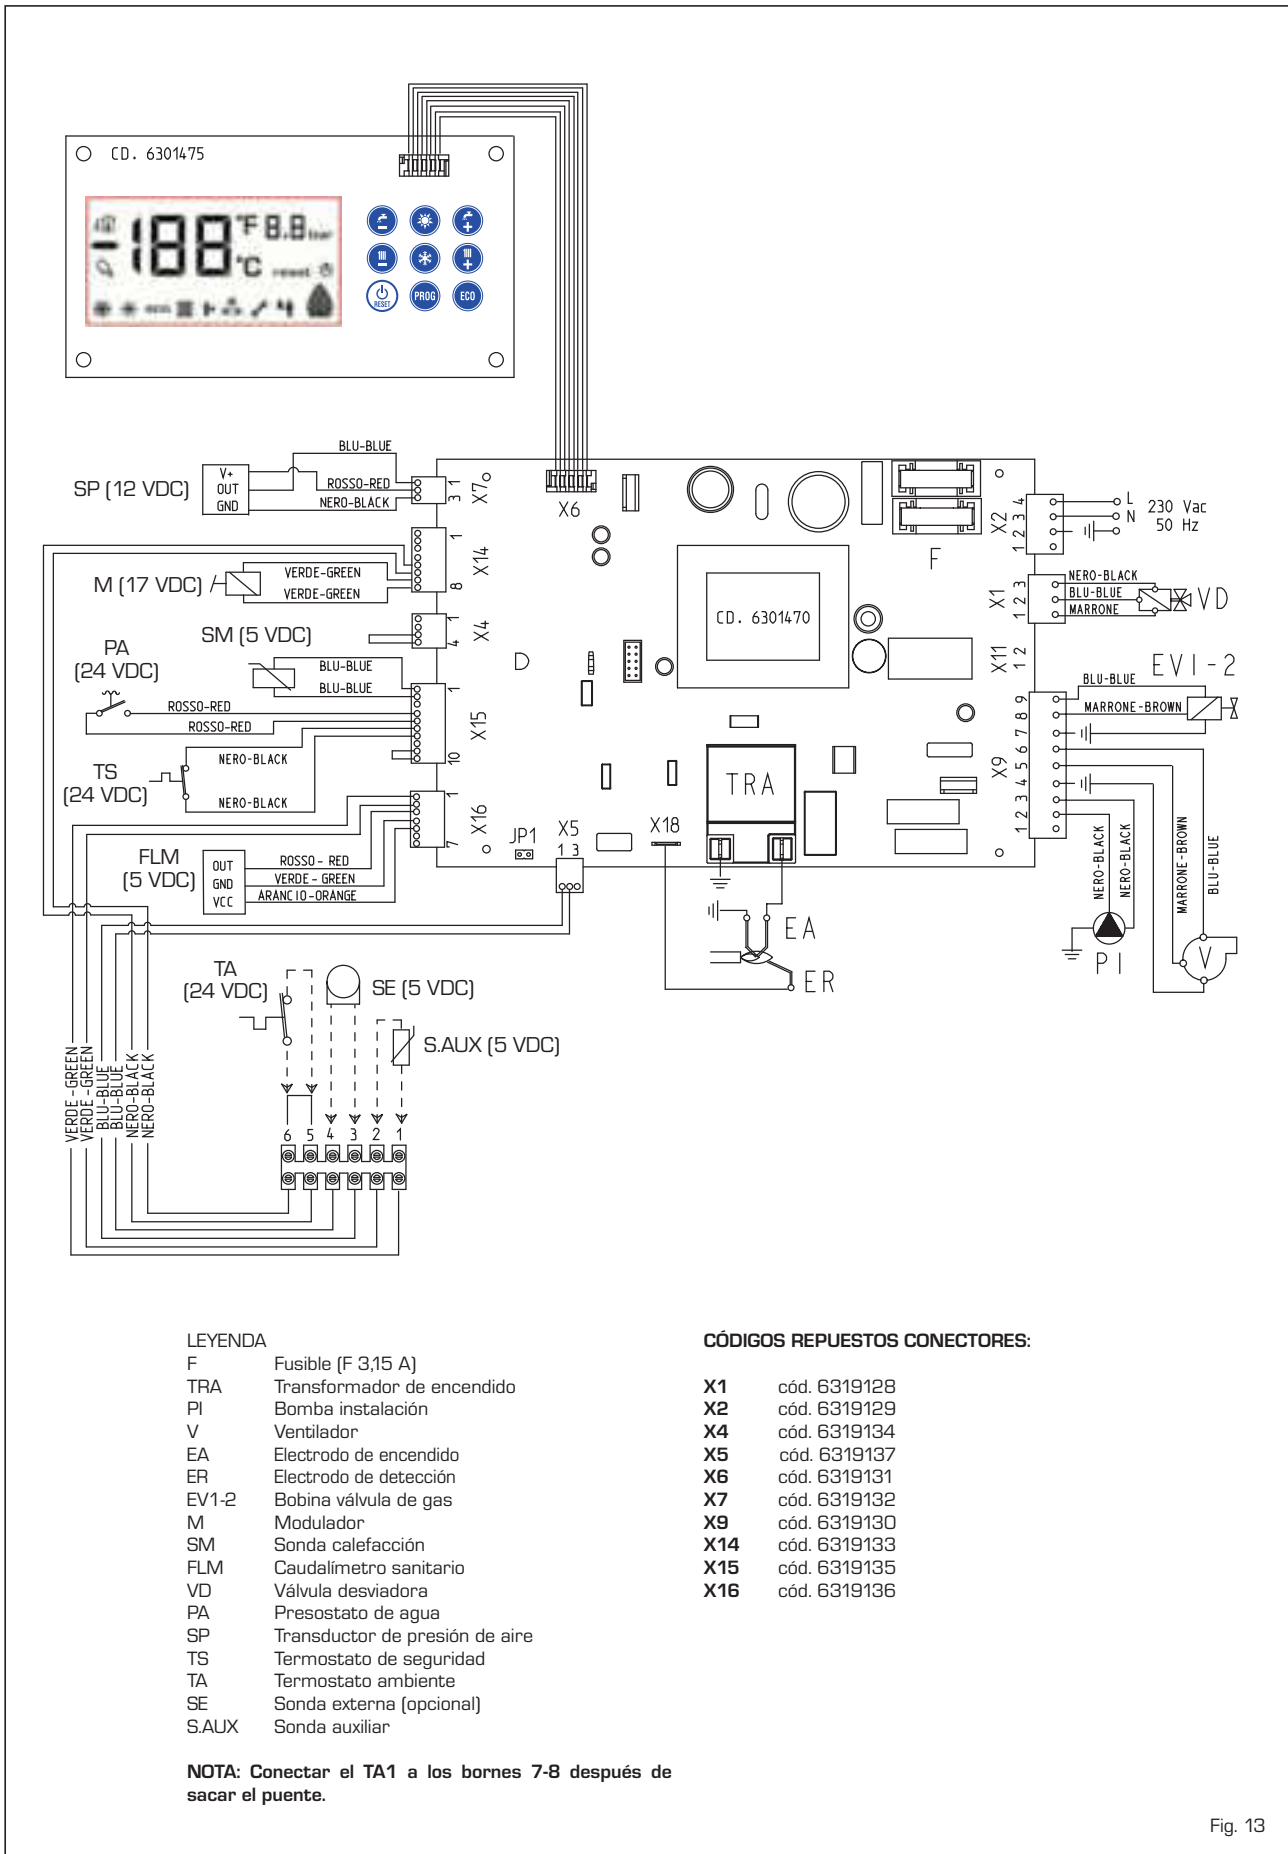 CD. 6301475
188 °F 8.8 bar
°C reset
eco
RESET PROG ECO
BLU-BLUE
SP (12 VDC)
V+
OUT
GND
ROSSO-RED
NERO-BLACK
1
3
X7
X6
F
4
3
2
1
X2
L
N
230 Vac
50 Hz
M (17 VDC)
VERDE-GREEN
VERDE-GREEN
1
8
X14
CD. 6301470
3
2
1
X1
NERO-BLACK
BLU-BLUE
MARRONE
VD
SM (5 VDC)
1
4
X4
D
2
1
X11
PA
(24 VDC)
BLU-BLUE
BLU-BLUE
ROSSO-RED
ROSSO-RED
1
10
X15
EV1-2
BLU-BLUE
MARRONE-BROWN
9
8
7
6
5
4
3
2
1
X9
TS
(24 VDC)
NERO-BLACK
NERO-BLACK
TRA
1
7
X16
JP1
X5
1 3
X18
FLM
(5 VDC)
OUT
GND
VCC
ROSSO- RED
VERDE-GREEN
ARANCIO-ORANGE
NERO-BLACK
NERO-BLACK
MARRONE-BROWN
BLU-BLUE
EA
ER
PI
V
TA
(24 VDC)
SE (5 VDC)
S.AUX (5 VDC)
VERDE-GREEN
VERDE-GREEN
BLU-BLUE
BLU-BLUE
NERO-BLACK
NERO-BLACK
6 5 4 3 2 1
LEYENDA
F Fusible (F 3,15 A)
TRA Transformador de encendido
PI Bomba instalación
V Ventilador
EA Electrodo de encendido
ER Electrodo de detección
EV1-2 Bobina válvula de gas
M Modulador
SM Sonda calefacción
FLM Caudalímetro sanitario
VD Válvula desviadora
PA Presostato de agua
SP Transductor de presión de aire
TS Termostato de seguridad
TA Termostato ambiente
SE Sonda externa (opcional)
S.AUX Sonda auxiliar
NOTA: Conectar el TA1 a los bornes 7-8 después de
sacar el puente.
CÓDIGOS REPUESTOS CONECTORES:
X1 cód. 6319128
X2 cód. 6319129
X4 cód. 6319134
X5 cód. 6319137
X6 cód. 6319131
X7 cód. 6319132
X9 cód. 6319130
X14 cód. 6319133
X15 cód. 6319135
X16 cód. 6319136
Fig. 13